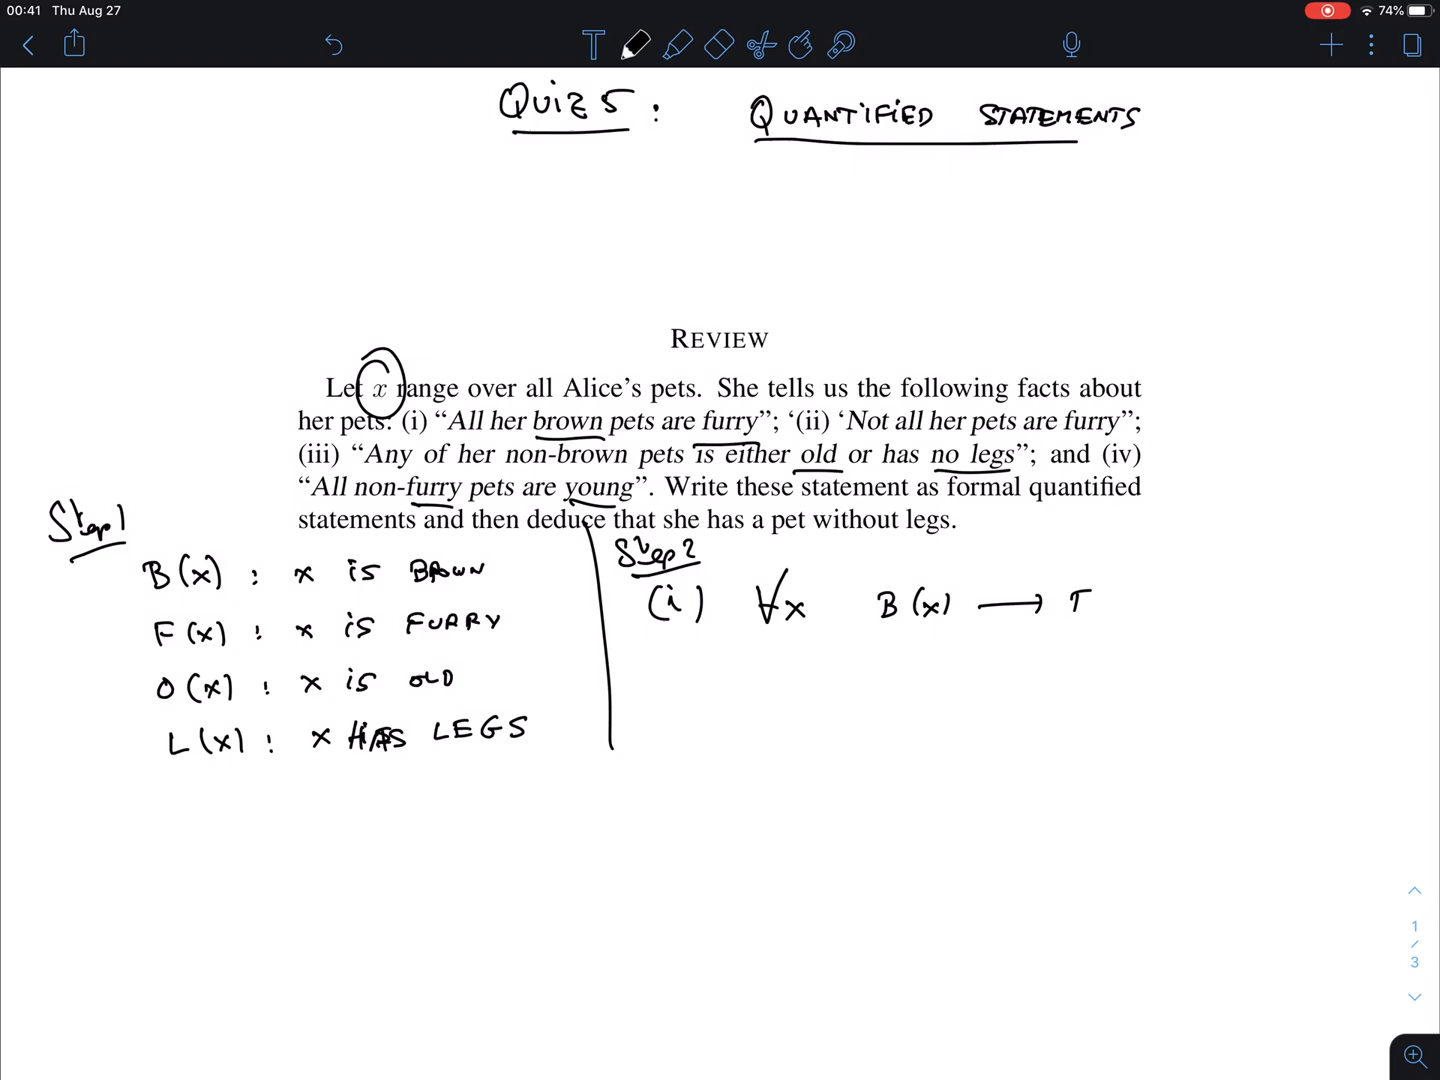 00:41 Thu Aug 27
74%
Quiz 5 : QUANTIFIED STATEMENTS
REVIEW
Let x range over all Alice's pets. She tells us the following facts about
her pets: (i) “All her brown pets are furry”; ‘(ii) ‘Not all her pets are furry”;
(iii) “Any of her non-brown pets is either old or has no legs”; and (iv)
“All non-furry pets are young”. Write these statement as formal quantified
statements and then deduce that she has a pet without legs.
Step 1
B(x) : x is BROWN
F(x) : x is FURRY
O(x) : x is OLD
L(x) : x HAS LEGS
Step 2
(i) ∀x B(x) ⟶
1
/
3